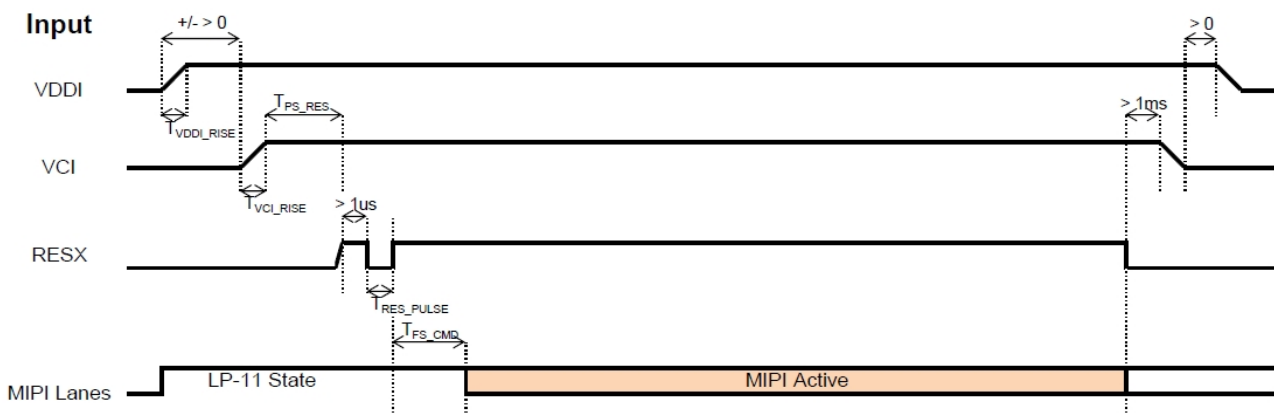 Input
+/- > 0
> 0
VDDI
T_VDDI_RISE
T_PS_RES
> 1ms
VCI
T_VCI_RISE
> 1us
RESX
T_RES_PULSE
T_FS_CMD
MIPI Lanes
LP-11 State
MIPI Active